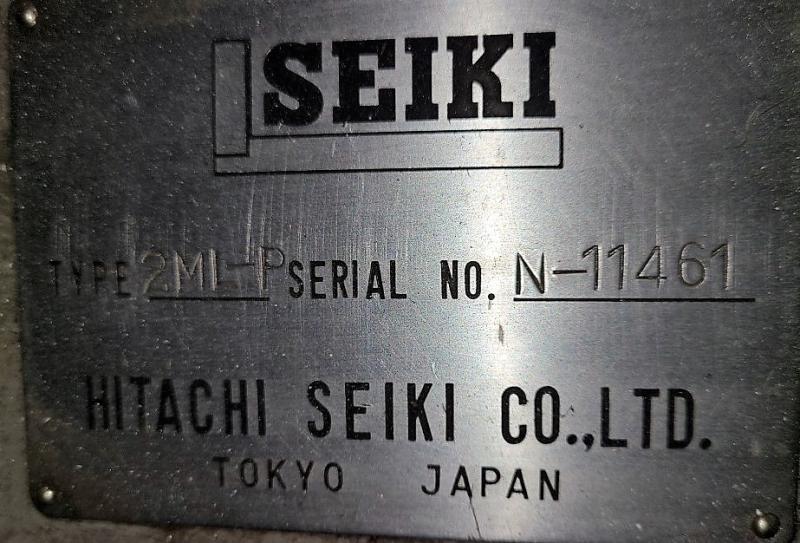 SEIKI
TYPE 2ML-P SERIAL NO. N-11461
HITACHI SEIKI CO.,LTD.
TOKYO JAPAN